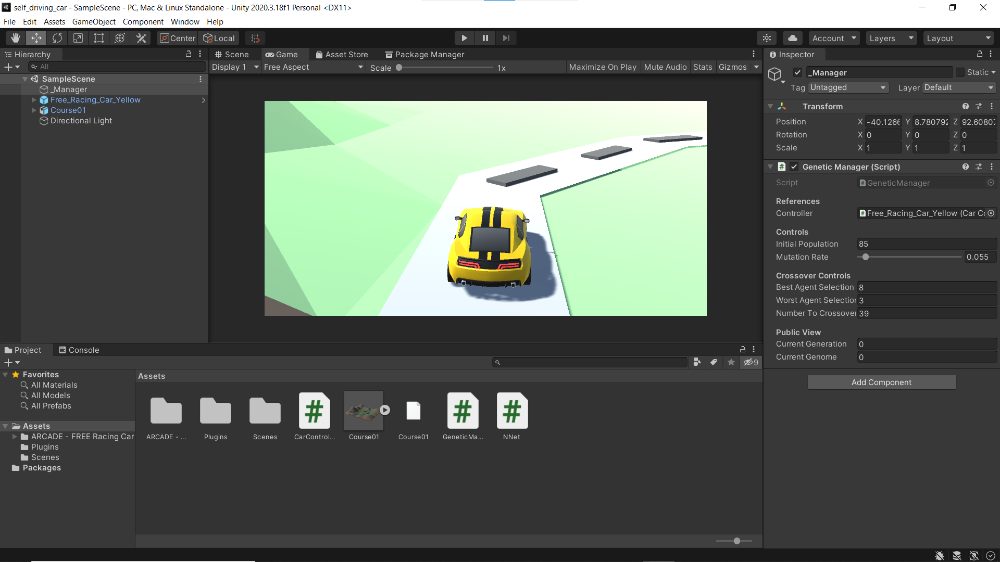 self_driving_car - SampleScene - PC, Mac & Linux Standalone - Unity 2020.3.18f1 Personal <DX11>
File Edit Assets GameObject Component Window Help
Center Local Account Layers Layout
Hierarchy
All
SampleScene
_Manager
Free_Racing_Car_Yellow
Course01
Directional Light
Scene Game Asset Store Package Manager
Display 1 Free Aspect Scale 1x Maximize On Play Mute Audio Stats Gizmos
Inspector
_Manager Static
Tag Untagged Layer Default
Transform
Position X -40.1266 Y 8.780792 Z 92.60807
Rotation X 0 Y 0 Z 0
Scale X 1 Y 1 Z 1
# Genetic Manager (Script)
Script GeneticManager
References
Controller Free_Racing_Car_Yellow (Car Co
Controls
Initial Population 85
Mutation Rate 0.055
Crossover Controls
Best Agent Selection 8
Worst Agent Selection 3
Number To Crossover 39
Public View
Current Generation 0
Current Genome 0
Add Component
Project Console
9
Favorites
All Materials
All Models
All Prefabs
Assets
ARCADE - FREE Racing Car
Plugins
Scenes
Packages
Assets
# # #
ARCADE - ... Plugins Scenes CarControl... Course01 Course01 GeneticMa... NNet